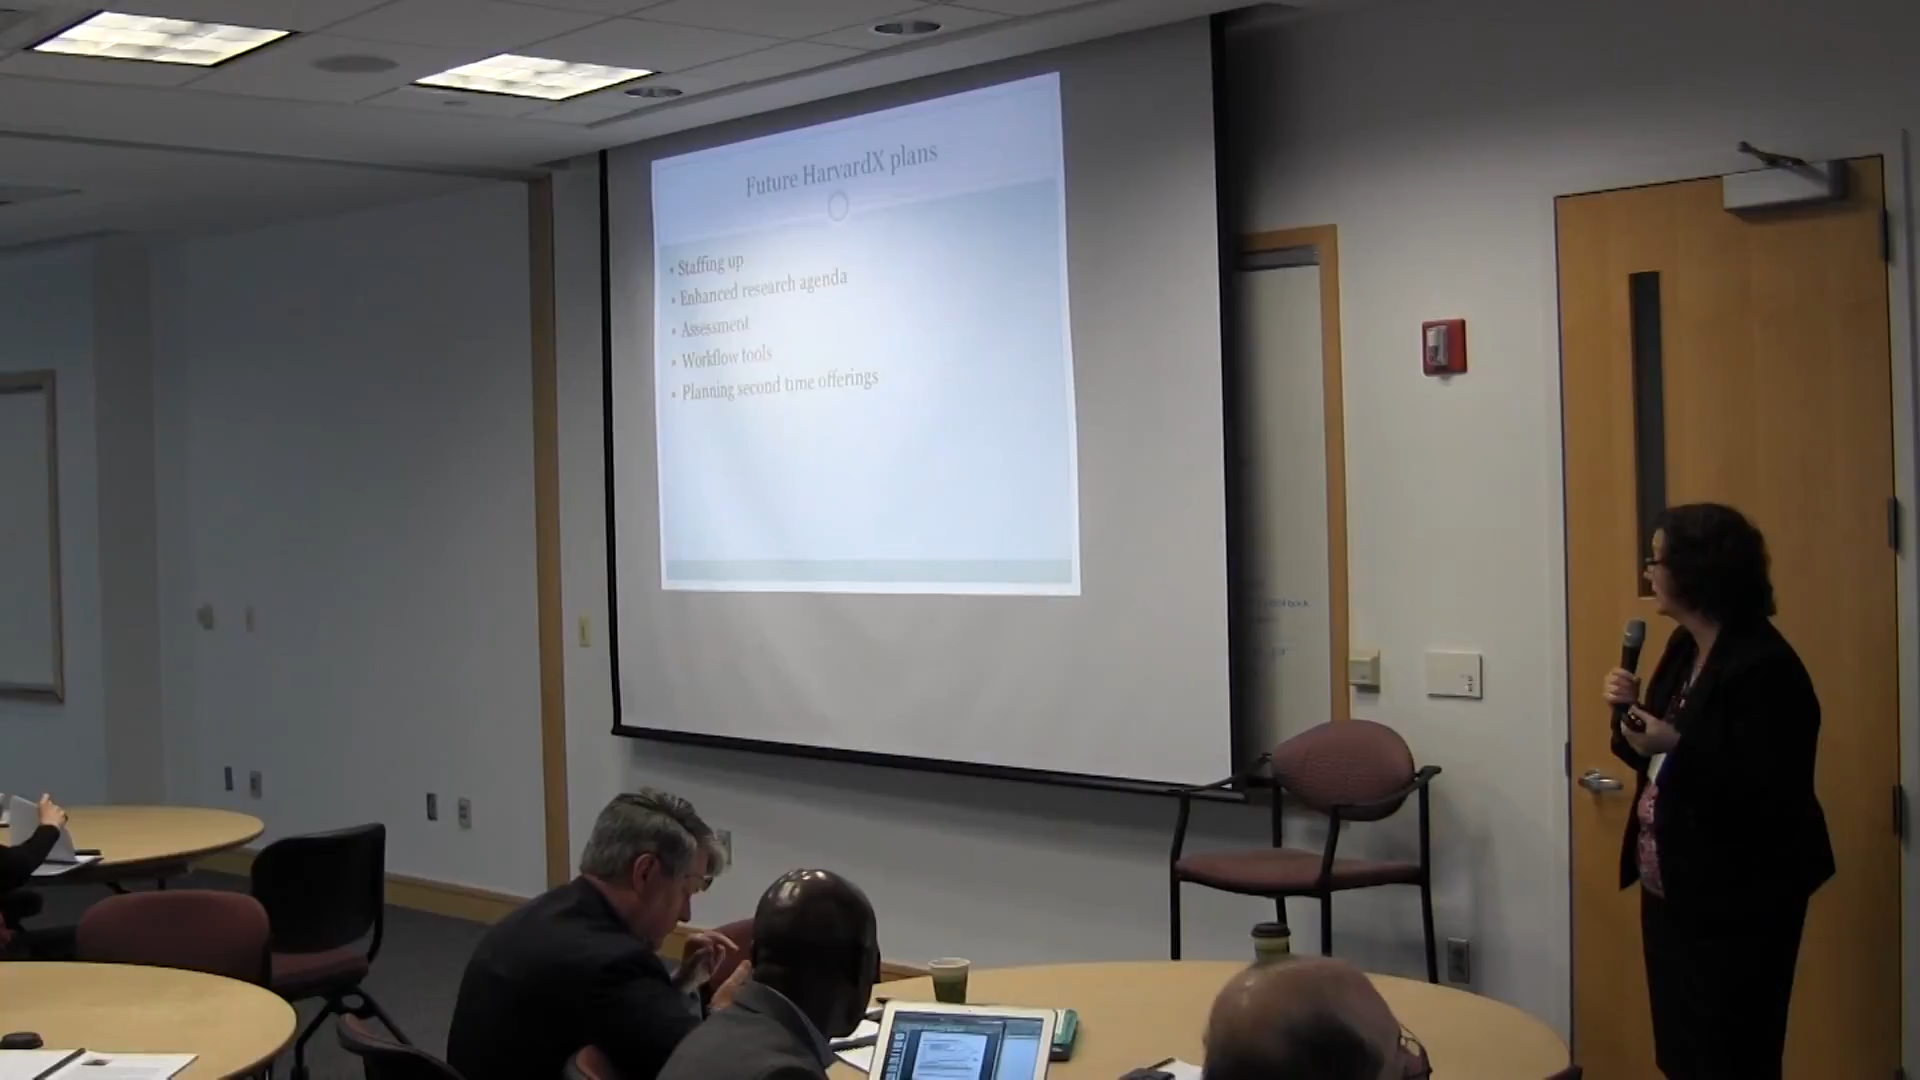 Future HarvardX plans
• Staffing up
• Enhanced research agenda
• Assessment
• Workflow tools
• Planning second time offerings